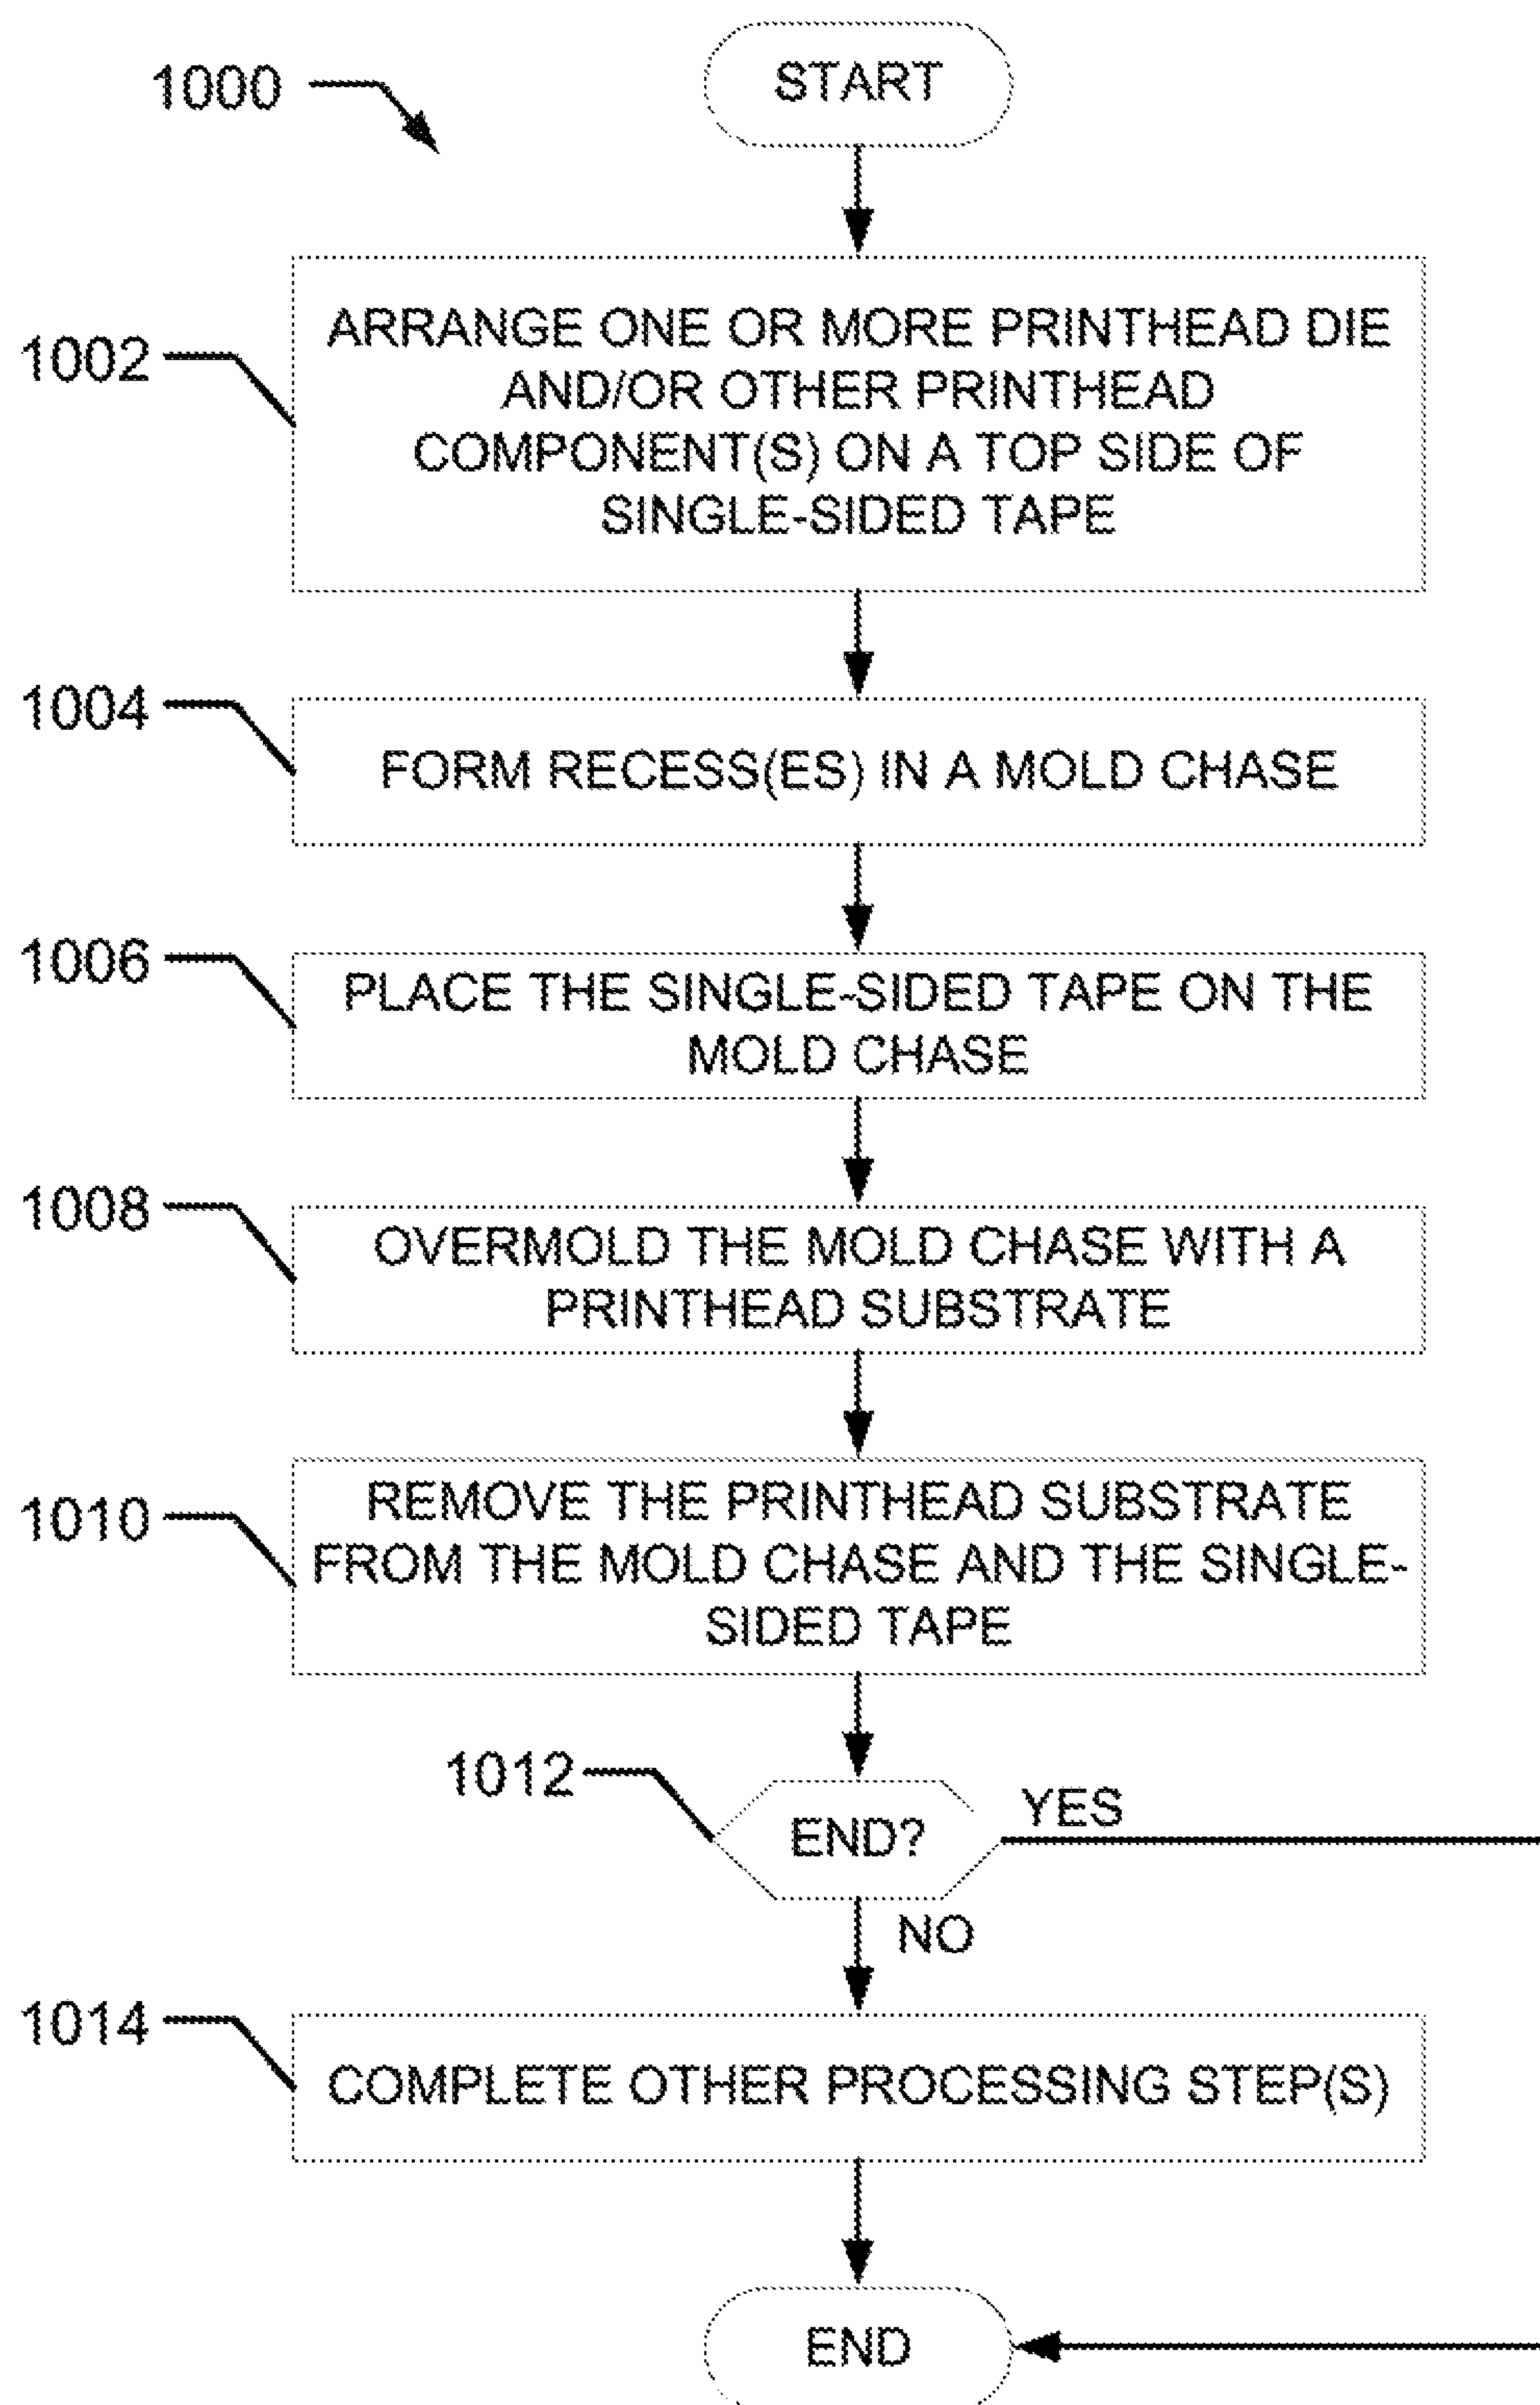 1000
START
1002
ARRANGE ONE OR MORE PRINTHEAD DIE
AND/OR OTHER PRINTHEAD
COMPONENT(S) ON A TOP SIDE OF
SINGLE-SIDED TAPE
1004
FORM RECESS(ES) IN A MOLD CHASE
1006
PLACE THE SINGLE-SIDED TAPE ON THE
MOLD CHASE
1008
OVERMOLD THE MOLD CHASE WITH A
PRINTHEAD SUBSTRATE
1010
REMOVE THE PRINTHEAD SUBSTRATE
FROM THE MOLD CHASE AND THE SINGLE-
SIDED TAPE
1012
END?
YES
NO
1014
COMPLETE OTHER PROCESSING STEP(S)
END